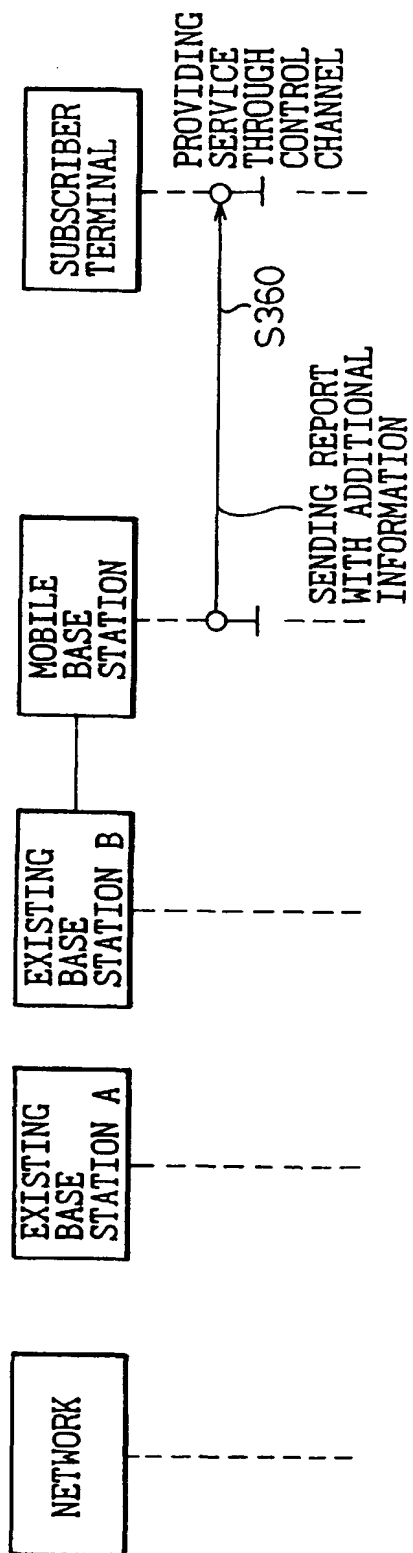 NETWORK
EXISTING
BASE
STATION A
EXISTING
BASE
STATION B
MOBILE
BASE
STATION
SUBSCRIBER
TERMINAL
SENDING REPORT
WITH ADDITIONAL
INFORMATION
S360
PROVIDING
SERVICE
THROUGH
CONTROL
CHANNEL